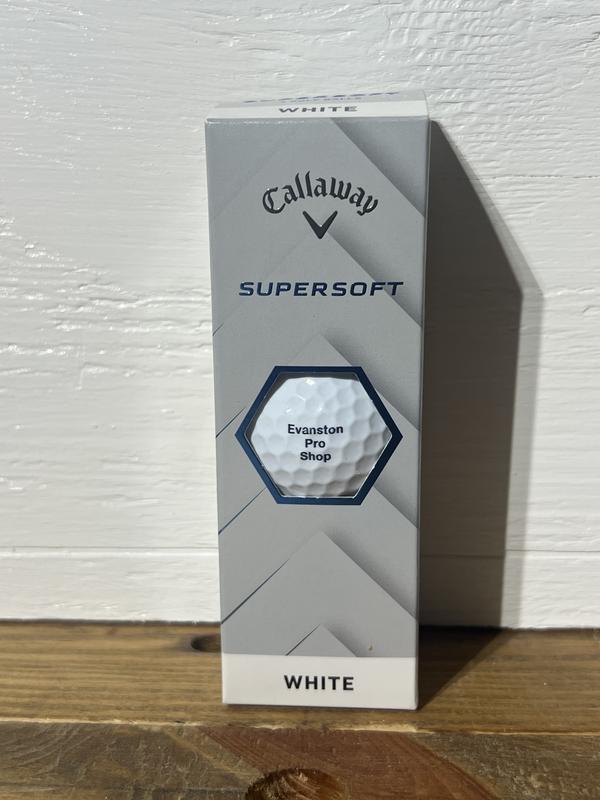 WHITE
Callaway
SUPERSOFT
Evanston
Pro
Shop
WHITE